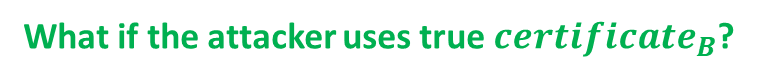 What if the attacker uses true certificate_B?